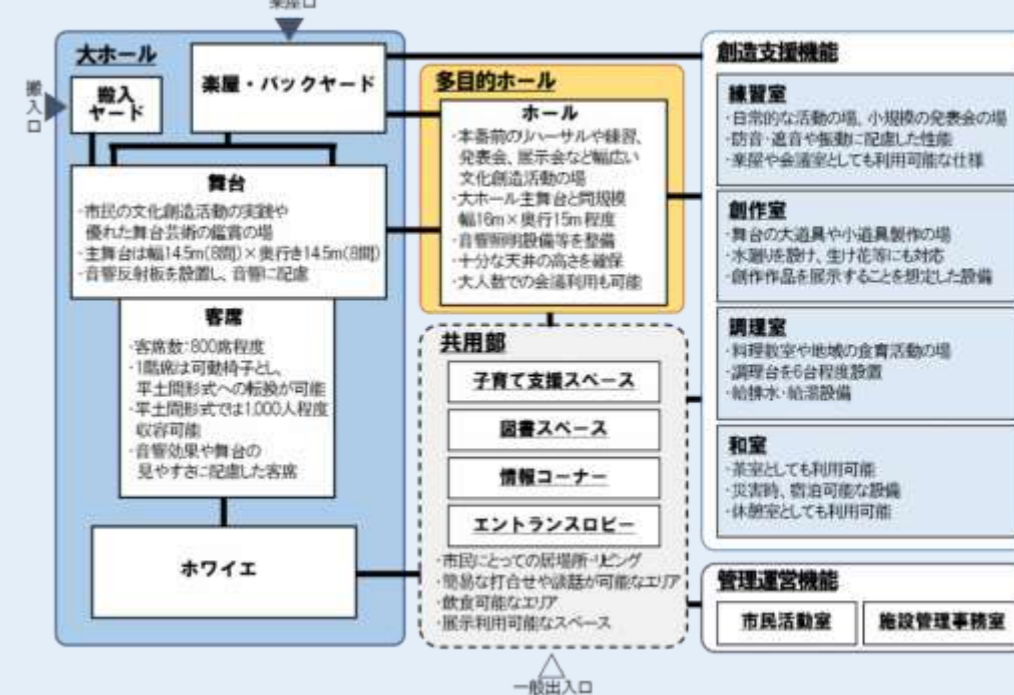 楽屋口
大ホール
搬入口
搬入
ヤード
楽屋・バックヤード
舞台
・市民の文化創造活動の実践や
優れた舞台芸術の鑑賞の場
・主舞台は幅14.5m(8間)×奥行き14.5m(8間)
・音響反射板を設置し、音響に配慮
客席
・客席数:800席程度
・1階席は可動椅子とし、
平土間形式への転換が可能
・平土間形式では1,000人程度
収容可能
・音響効果や舞台の
見やすさに配慮した客席
ホワイエ
多目的ホール
ホール
・本番前のリハーサルや練習、
発表会、展示会など幅広い
文化創造活動の場
・大ホール主舞台と同規模
幅16m×奥行15m程度
・音響照明設備等を整備
・十分な天井の高さを確保
・大人数での会議利用も可能
共用部
子育て支援スペース
図書スペース
情報コーナー
エントランスロビー
・市民にとっての居場所・リビング
・簡易な打合せや談話が可能なエリア
・飲食可能なエリア
・展示利用可能なスペース
一般出入口
創造支援機能
練習室
・日常的な活動の場、小規模の発表会の場
・防音・遮音や振動に配慮した性能
・楽屋や会議室としても利用可能な仕様
創作室
・舞台の大道具や小道具製作の場
・水廻りを設け、生け花等にも対応
・創作作品を展示することを想定した設備
調理室
・料理教室や地域の食育活動の場
・調理台を6台程度設置
・給排水・給湯設備
和室
・茶室としても利用可能
・災害時、宿泊可能な設備
・休憩室としても利用可能
管理運営機能
市民活動室
施設管理事務室